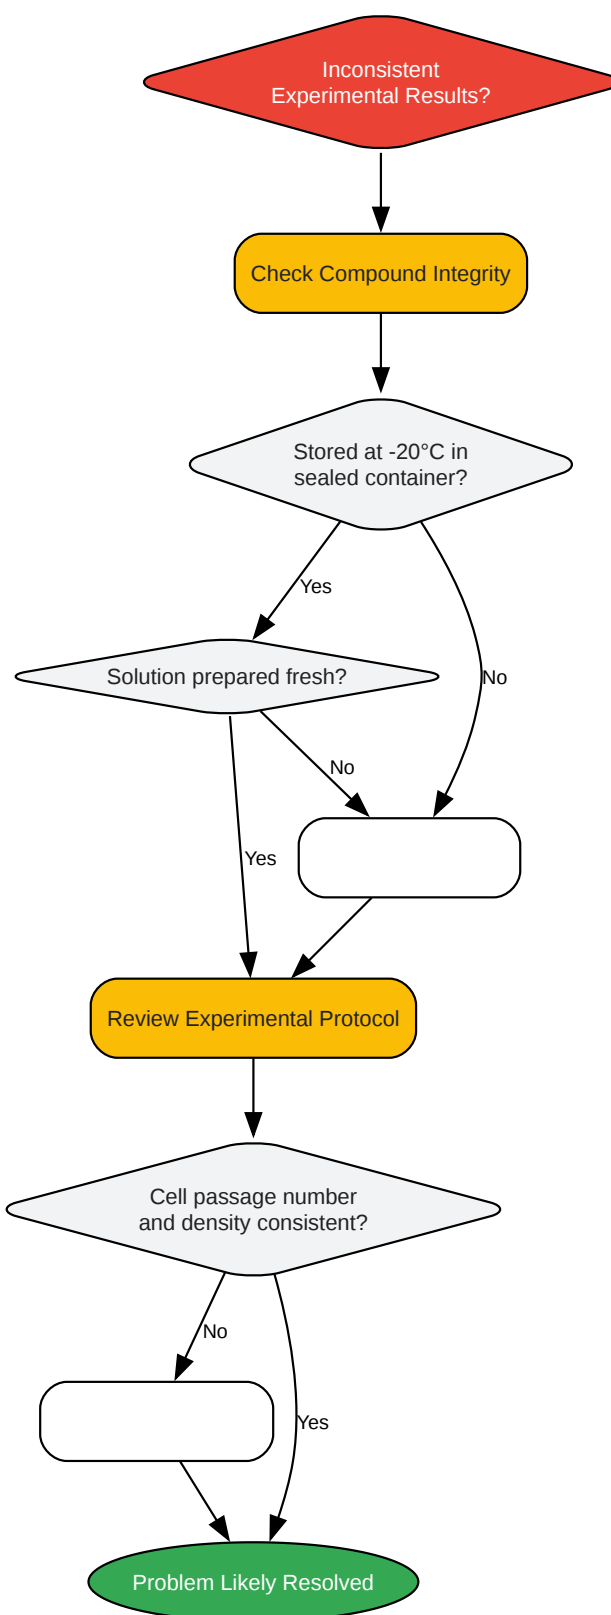 Inconsistent
Experimental Results?
Check Compound Integrity
Stored at -20°C in
sealed container?
Yes
Solution prepared fresh?
No
No
Yes
Review Experimental Protocol
Cell passage number
and density consistent?
No
Yes
Problem Likely Resolved